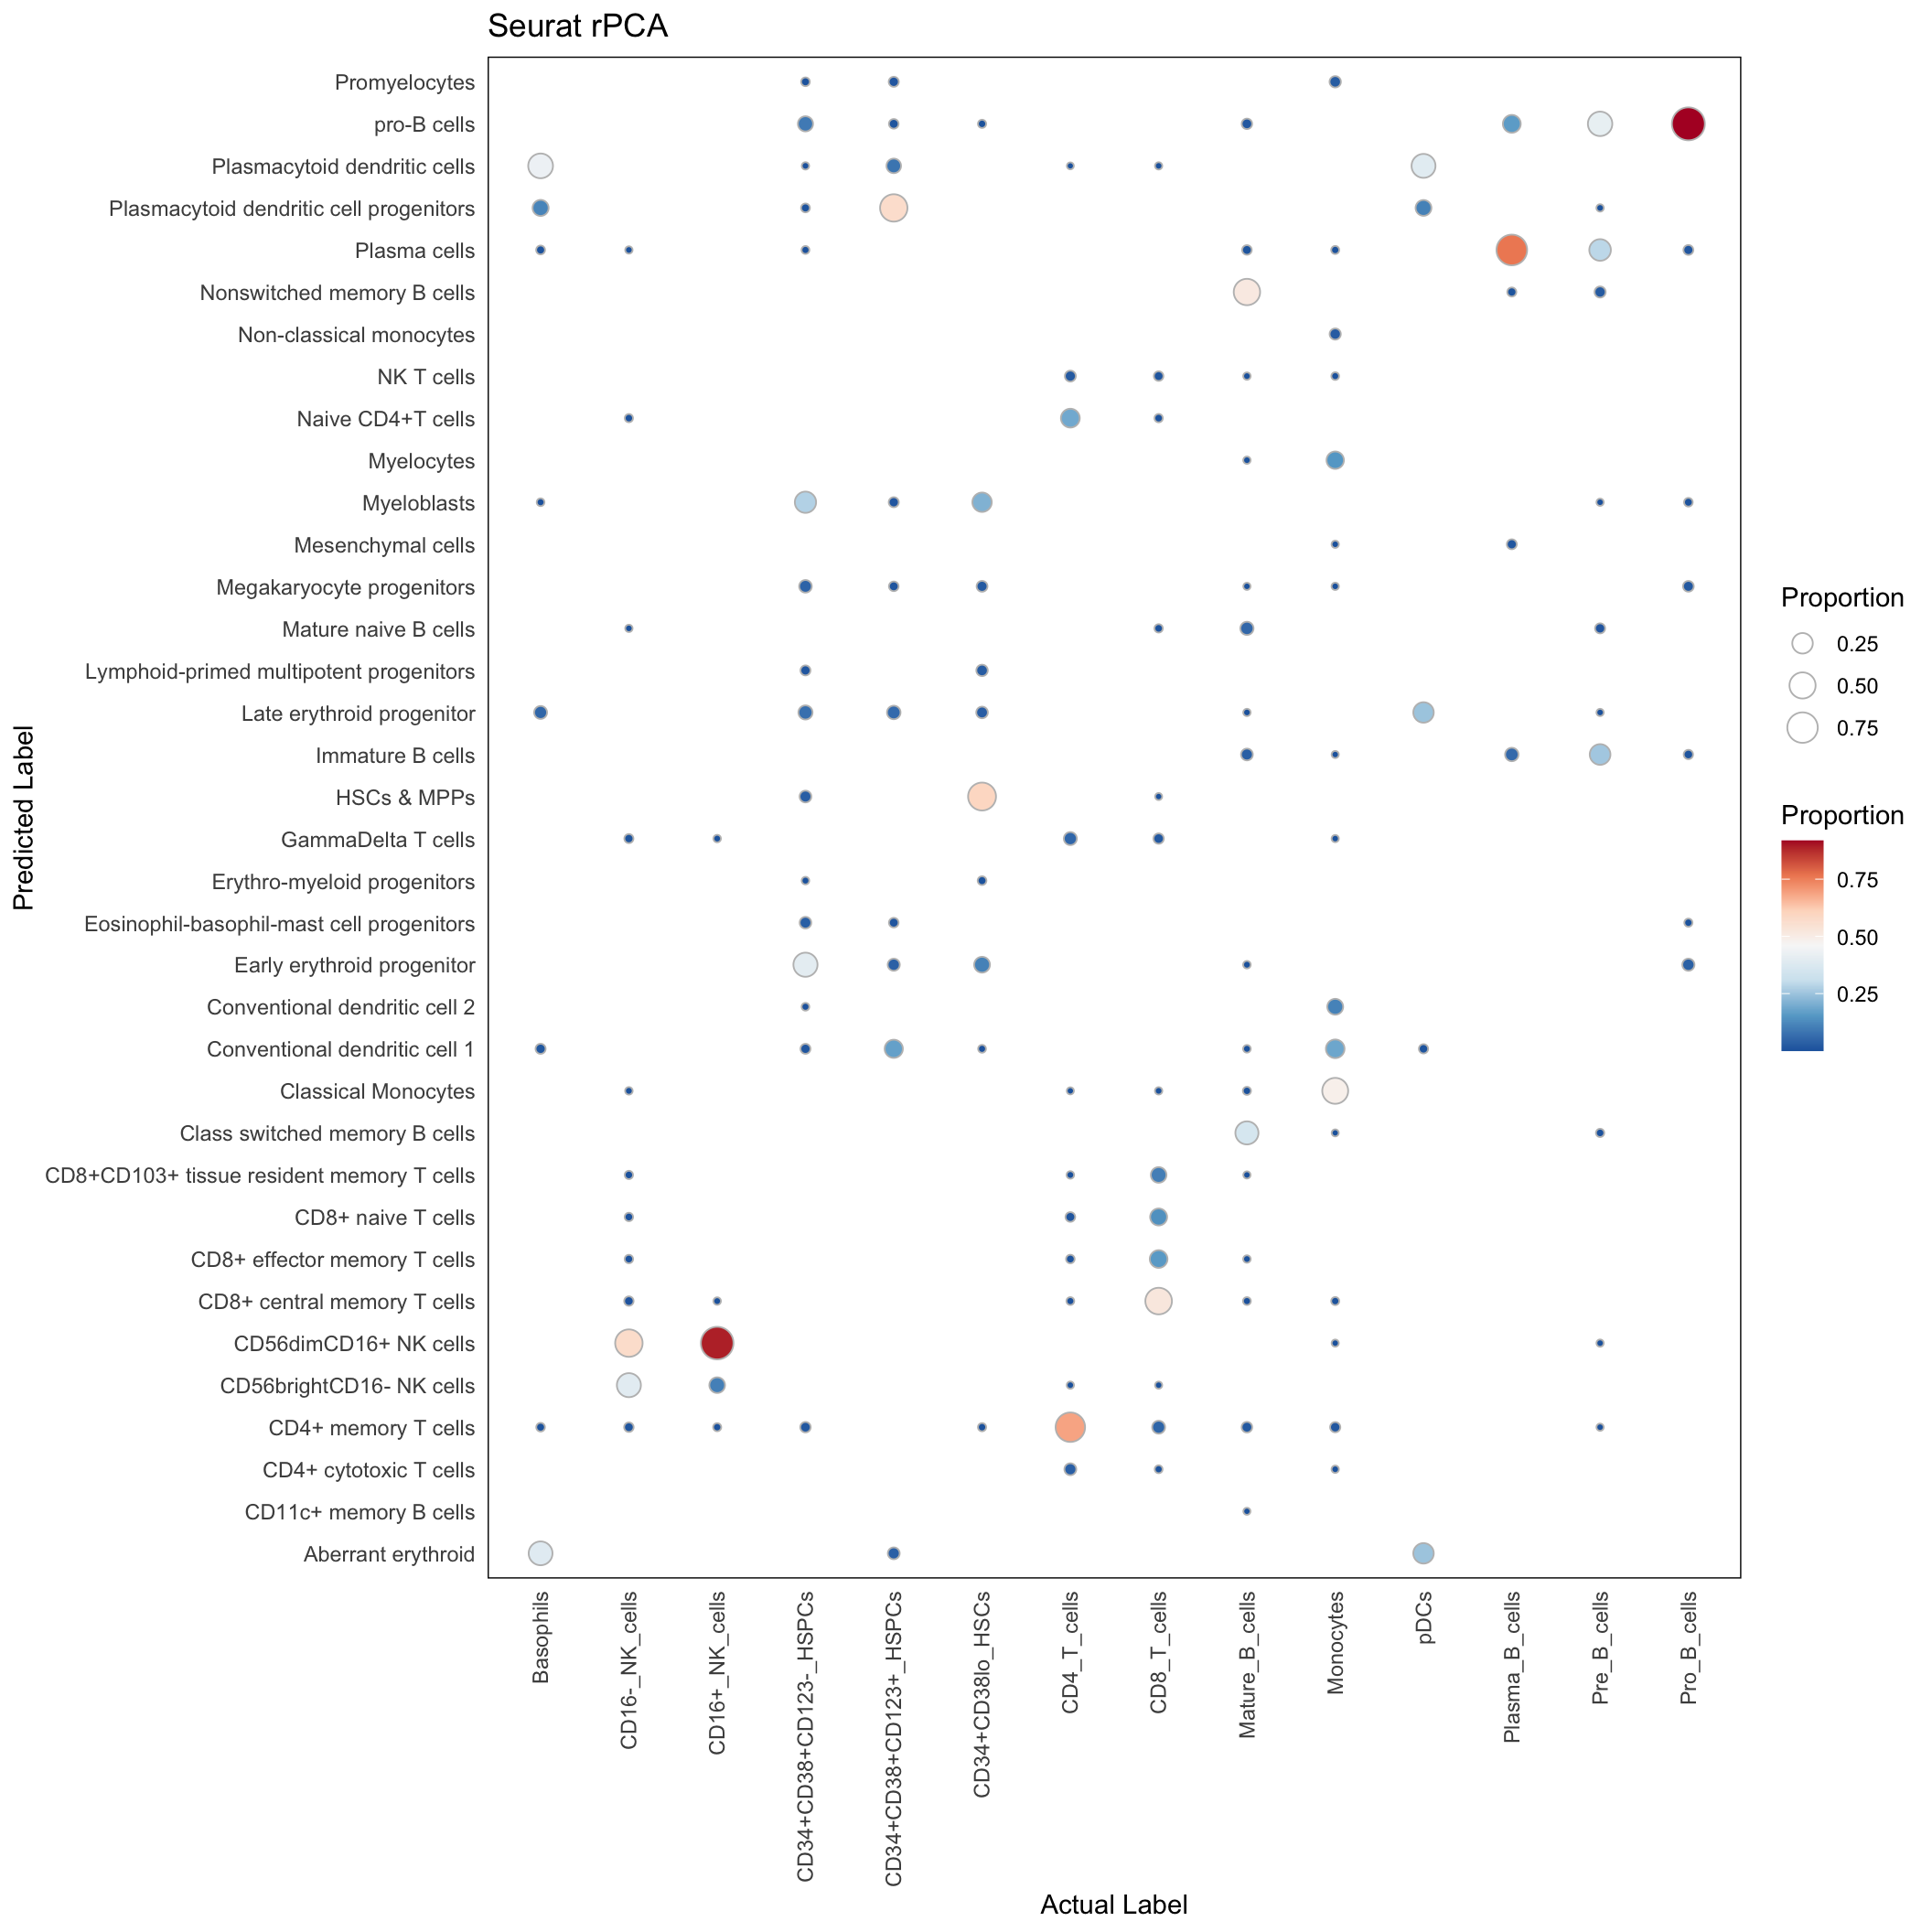 Seurat rPCA
Predicted Label
Promyelocytes
pro-B cells
Plasmacytoid dendritic cells
Plasmacytoid dendritic cell progenitors
Plasma cells
Nonswitched memory B cells
Non-classical monocytes
NK T cells
Naive CD4+T cells
Myelocytes
Myeloblasts
Mesenchymal cells
Megakaryocyte progenitors
Mature naive B cells
Lymphoid-primed multipotent progenitors
Late erythroid progenitor
Immature B cells
HSCs & MPPs
GammaDelta T cells
Erythro-myeloid progenitors
Eosinophil-basophil-mast cell progenitors
Early erythroid progenitor
Conventional dendritic cell 2
Conventional dendritic cell 1
Classical Monocytes
Class switched memory B cells
CD8+CD103+ tissue resident memory T cells
CD8+ naive T cells
CD8+ effector memory T cells
CD8+ central memory T cells
CD56dimCD16+ NK cells
CD56brightCD16- NK cells
CD4+ memory T cells
CD4+ cytotoxic T cells
CD11c+ memory B cells
Aberrant erythroid
Basophils
CD16-_NK_cells
CD16+_NK_cells
CD34+CD38+CD123-_HSPCs
CD34+CD38+CD123+_HSPCs
CD34+CD38lo_HSCs
CD4_T_cells
CD8_T_cells
Mature_B_cells
Monocytes
pDCs
Plasma_B_cells
Pre_B_cells
Pro_B_cells
Actual Label
Proportion
0.25
0.50
0.75
Proportion
0.75
0.50
0.25